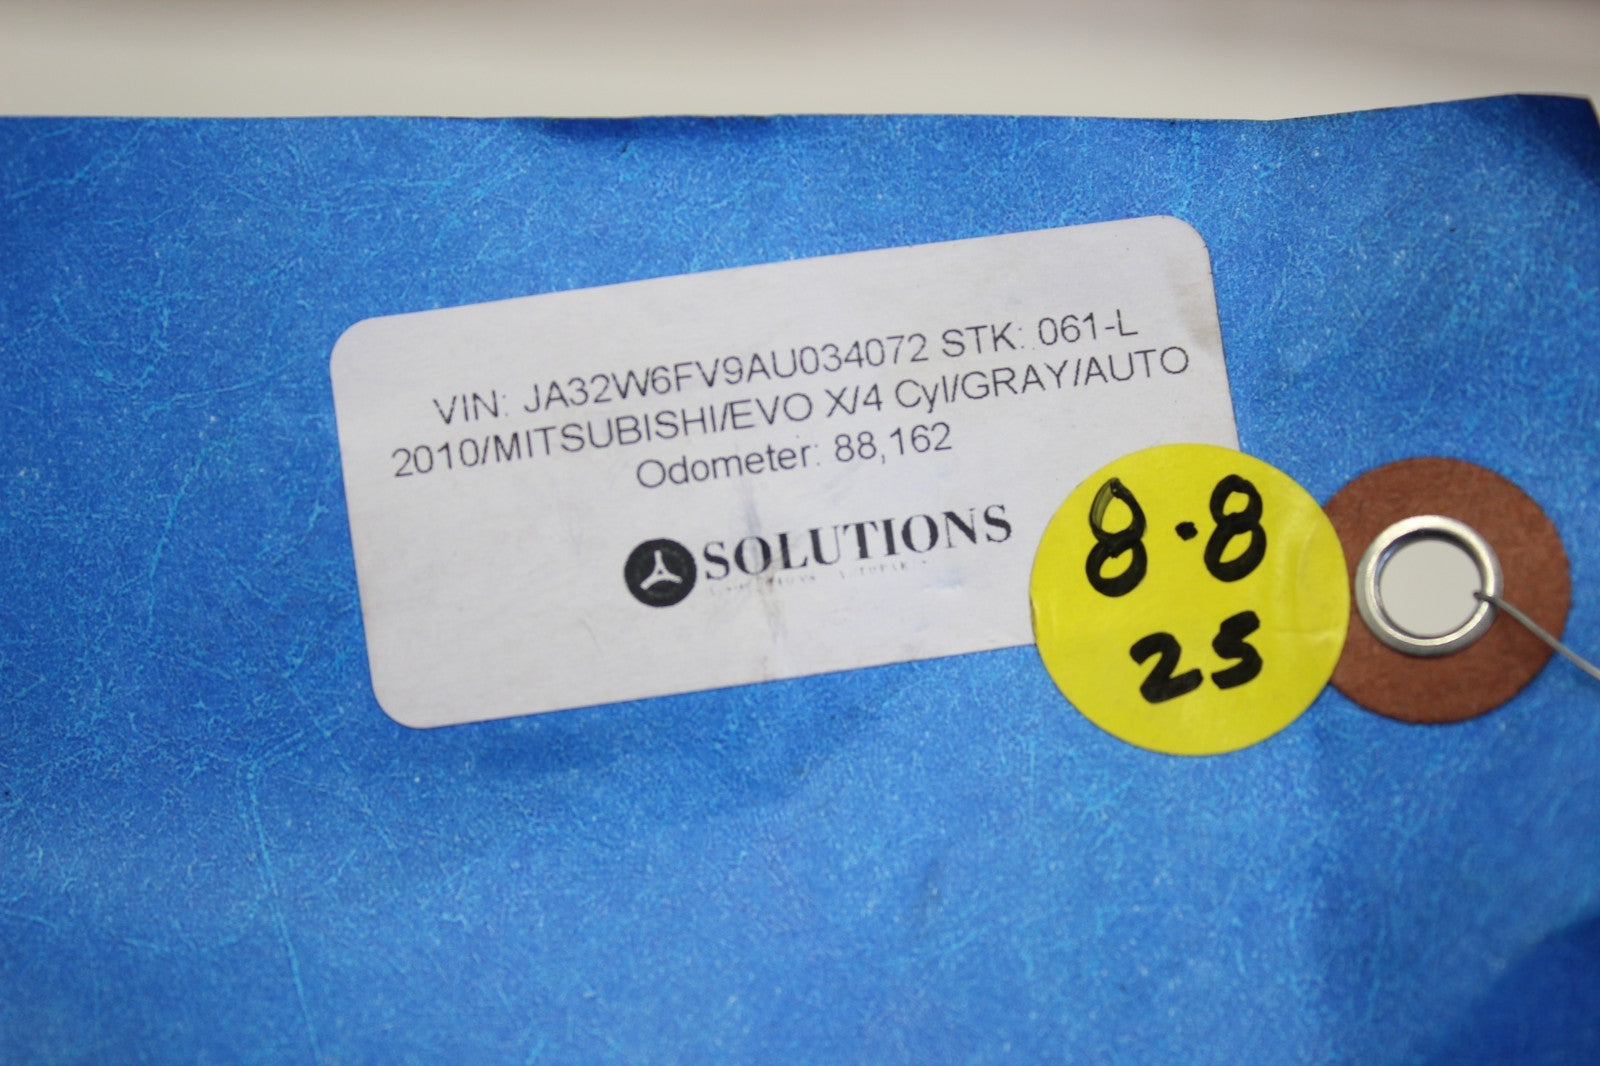 VIN: JA32W6FV9AU034072 STK: 061-L
2010/MITSUBISHI/EVO X/4 Cyl/GRAY/AUTO
Odometer: 88,162
SOLUTIONS
8.8
25